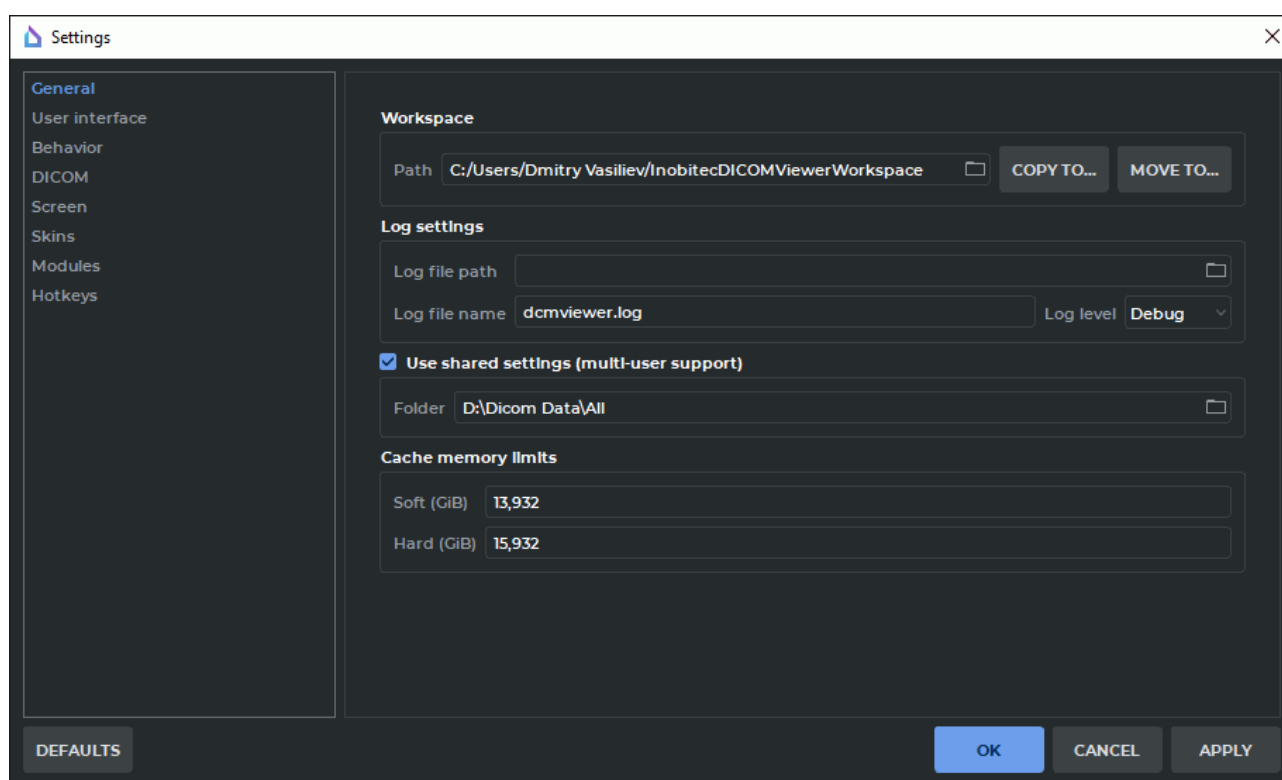 Settings
General
User interface
Behavior
DICOM
Screen
Skins
Modules
Hotkeys
Workspace
Path C:/Users/Dmitry Vasiliev/InobitecDICOMViewerWorkspace COPY TO... MOVE TO...
Log settings
Log file path
Log file name dcmviewer.log Log level Debug
Use shared settings (multi-user support)
Folder D:\Dicom Data\All
Cache memory limits
Soft (GiB) 13,932
Hard (GiB) 15,932
DEFAULTS OK CANCEL APPLY